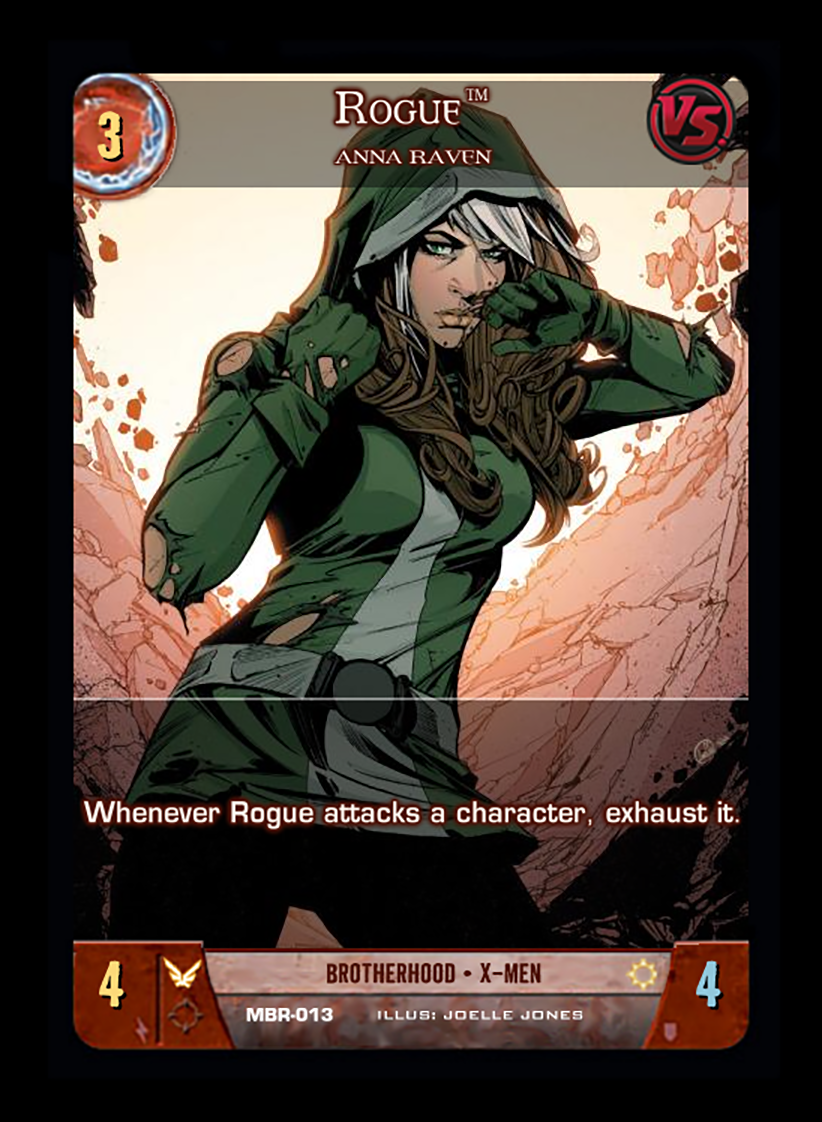 3
Rogue™
ANNA RAVEN
VS.
Whenever Rogue attacks a character, exhaust it.
4
BROTHERHOOD • X-MEN
4
MBR-013 ILLUS: JOELLE JONES